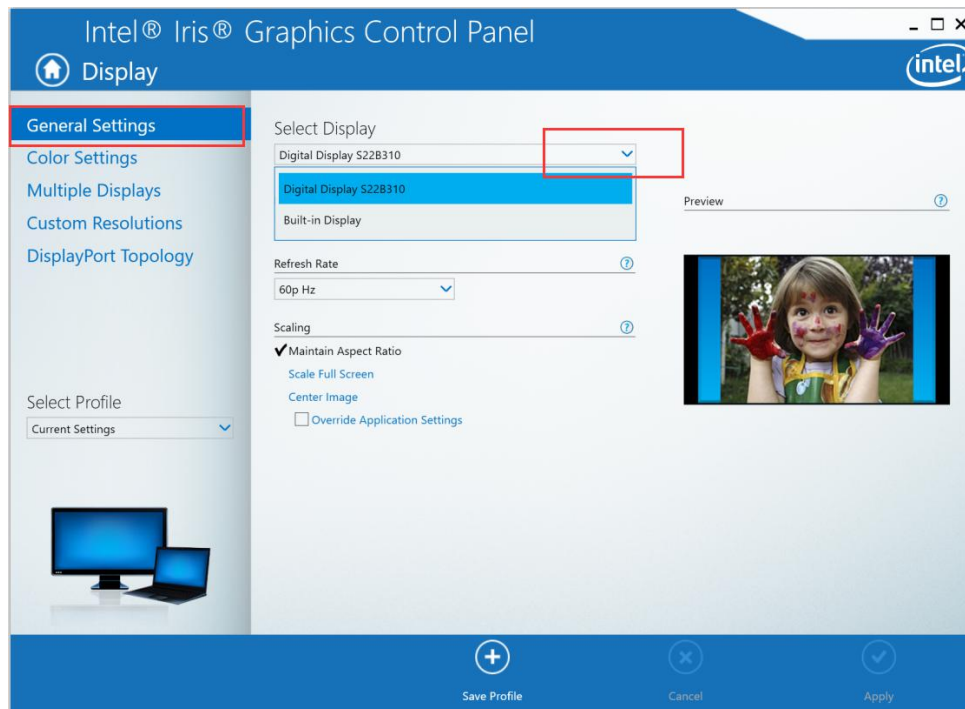 Intel® Iris® Graphics Control Panel
Display
intel
General Settings
Color Settings
Multiple Displays
Custom Resolutions
DisplayPort Topology
Select Profile
Current Settings
Select Display
Digital Display S22B310
Digital Display S22B310
Built-in Display
Refresh Rate
?
60p Hz
Scaling
?
✔Maintain Aspect Ratio
Scale Full Screen
Center Image
Override Application Settings
Preview
?
Save Profile
Cancel
Apply